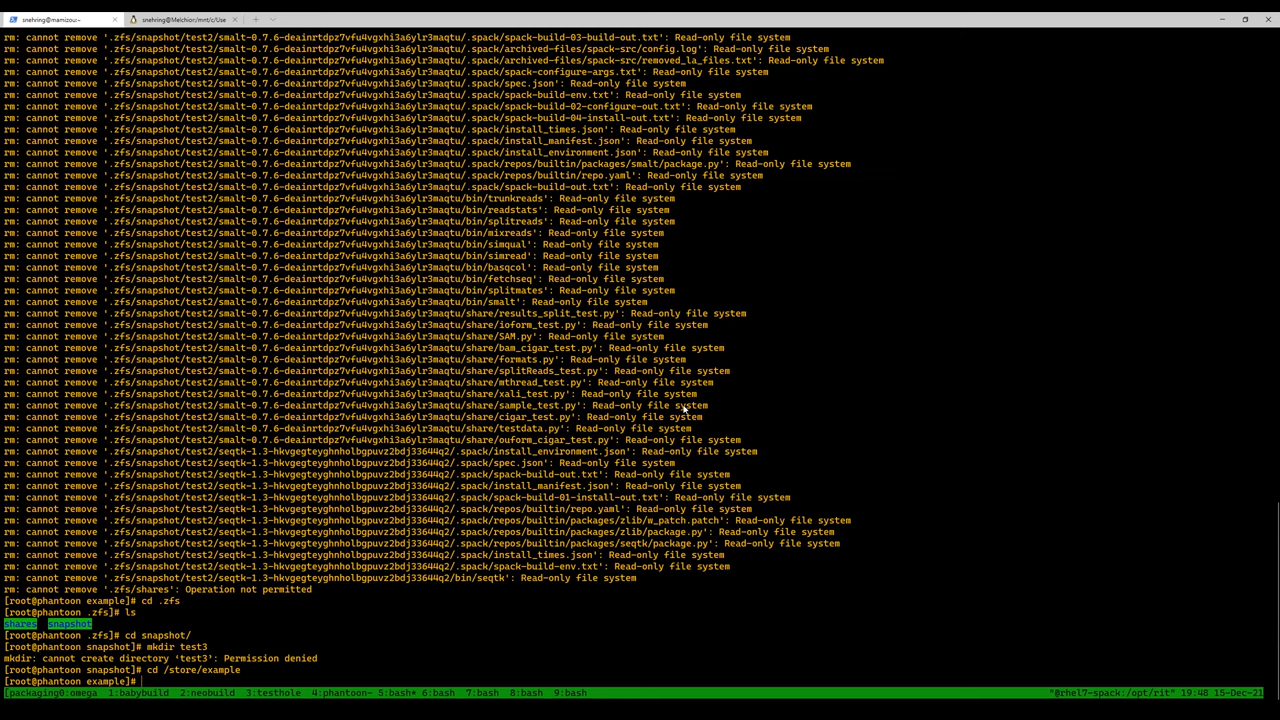 snehring@mamizou:~
snehring@Melchior/mnt/c/Use
rm: cannot remove '.zfs/snapshot/test2/smalt-0.7.6-deainrtdpz7vfu4vgxhi3a6ylr3maqtu/.spack/spack-build-03-build-out.txt': Read-only file system
rm: cannot remove '.zfs/snapshot/test2/smalt-0.7.6-deainrtdpz7vfu4vgxhi3a6ylr3maqtu/.spack/archived-files/spack-src/config.log': Read-only file system
rm: cannot remove '.zfs/snapshot/test2/smalt-0.7.6-deainrtdpz7vfu4vgxhi3a6ylr3maqtu/.spack/archived-files/spack-src/removed_la_files.txt': Read-only file system
rm: cannot remove '.zfs/snapshot/test2/smalt-0.7.6-deainrtdpz7vfu4vgxhi3a6ylr3maqtu/.spack/spack-configure-args.txt': Read-only file system
rm: cannot remove '.zfs/snapshot/test2/smalt-0.7.6-deainrtdpz7vfu4vgxhi3a6ylr3maqtu/.spack/spec.json': Read-only file system
rm: cannot remove '.zfs/snapshot/test2/smalt-0.7.6-deainrtdpz7vfu4vgxhi3a6ylr3maqtu/.spack/spack-build-env.txt': Read-only file system
rm: cannot remove '.zfs/snapshot/test2/smalt-0.7.6-deainrtdpz7vfu4vgxhi3a6ylr3maqtu/.spack/spack-build-02-configure-out.txt': Read-only file system
rm: cannot remove '.zfs/snapshot/test2/smalt-0.7.6-deainrtdpz7vfu4vgxhi3a6ylr3maqtu/.spack/spack-build-04-install-out.txt': Read-only file system
rm: cannot remove '.zfs/snapshot/test2/smalt-0.7.6-deainrtdpz7vfu4vgxhi3a6ylr3maqtu/.spack/install_times.json': Read-only file system
rm: cannot remove '.zfs/snapshot/test2/smalt-0.7.6-deainrtdpz7vfu4vgxhi3a6ylr3maqtu/.spack/install_manifest.json': Read-only file system
rm: cannot remove '.zfs/snapshot/test2/smalt-0.7.6-deainrtdpz7vfu4vgxhi3a6ylr3maqtu/.spack/install_environment.json': Read-only file system
rm: cannot remove '.zfs/snapshot/test2/smalt-0.7.6-deainrtdpz7vfu4vgxhi3a6ylr3maqtu/.spack/repos/builtin/packages/smalt/package.py': Read-only file system
rm: cannot remove '.zfs/snapshot/test2/smalt-0.7.6-deainrtdpz7vfu4vgxhi3a6ylr3maqtu/.spack/repos/builtin/repo.yaml': Read-only file system
rm: cannot remove '.zfs/snapshot/test2/smalt-0.7.6-deainrtdpz7vfu4vgxhi3a6ylr3maqtu/.spack/spack-build-out.txt': Read-only file system
rm: cannot remove '.zfs/snapshot/test2/smalt-0.7.6-deainrtdpz7vfu4vgxhi3a6ylr3maqtu/bin/trunkreads': Read-only file system
rm: cannot remove '.zfs/snapshot/test2/smalt-0.7.6-deainrtdpz7vfu4vgxhi3a6ylr3maqtu/bin/readstats': Read-only file system
rm: cannot remove '.zfs/snapshot/test2/smalt-0.7.6-deainrtdpz7vfu4vgxhi3a6ylr3maqtu/bin/splitreads': Read-only file system
rm: cannot remove '.zfs/snapshot/test2/smalt-0.7.6-deainrtdpz7vfu4vgxhi3a6ylr3maqtu/bin/mixreads': Read-only file system
rm: cannot remove '.zfs/snapshot/test2/smalt-0.7.6-deainrtdpz7vfu4vgxhi3a6ylr3maqtu/bin/simqual': Read-only file system
rm: cannot remove '.zfs/snapshot/test2/smalt-0.7.6-deainrtdpz7vfu4vgxhi3a6ylr3maqtu/bin/simread': Read-only file system
rm: cannot remove '.zfs/snapshot/test2/smalt-0.7.6-deainrtdpz7vfu4vgxhi3a6ylr3maqtu/bin/basqcol': Read-only file system
rm: cannot remove '.zfs/snapshot/test2/smalt-0.7.6-deainrtdpz7vfu4vgxhi3a6ylr3maqtu/bin/fetchseq': Read-only file system
rm: cannot remove '.zfs/snapshot/test2/smalt-0.7.6-deainrtdpz7vfu4vgxhi3a6ylr3maqtu/bin/splitmates': Read-only file system
rm: cannot remove '.zfs/snapshot/test2/smalt-0.7.6-deainrtdpz7vfu4vgxhi3a6ylr3maqtu/bin/smalt': Read-only file system
rm: cannot remove '.zfs/snapshot/test2/smalt-0.7.6-deainrtdpz7vfu4vgxhi3a6ylr3maqtu/share/results_split_test.py': Read-only file system
rm: cannot remove '.zfs/snapshot/test2/smalt-0.7.6-deainrtdpz7vfu4vgxhi3a6ylr3maqtu/share/ioform_test.py': Read-only file system
rm: cannot remove '.zfs/snapshot/test2/smalt-0.7.6-deainrtdpz7vfu4vgxhi3a6ylr3maqtu/share/SAM.py': Read-only file system
rm: cannot remove '.zfs/snapshot/test2/smalt-0.7.6-deainrtdpz7vfu4vgxhi3a6ylr3maqtu/share/bam_cigar_test.py': Read-only file system
rm: cannot remove '.zfs/snapshot/test2/smalt-0.7.6-deainrtdpz7vfu4vgxhi3a6ylr3maqtu/share/formats.py': Read-only file system
rm: cannot remove '.zfs/snapshot/test2/smalt-0.7.6-deainrtdpz7vfu4vgxhi3a6ylr3maqtu/share/splitReads_test.py': Read-only file system
rm: cannot remove '.zfs/snapshot/test2/smalt-0.7.6-deainrtdpz7vfu4vgxhi3a6ylr3maqtu/share/mthread_test.py': Read-only file system
rm: cannot remove '.zfs/snapshot/test2/smalt-0.7.6-deainrtdpz7vfu4vgxhi3a6ylr3maqtu/share/xali_test.py': Read-only file system
rm: cannot remove '.zfs/snapshot/test2/smalt-0.7.6-deainrtdpz7vfu4vgxhi3a6ylr3maqtu/share/sample_test.py': Read-only file system
rm: cannot remove '.zfs/snapshot/test2/smalt-0.7.6-deainrtdpz7vfu4vgxhi3a6ylr3maqtu/share/cigar_test.py': Read-only file system
rm: cannot remove '.zfs/snapshot/test2/smalt-0.7.6-deainrtdpz7vfu4vgxhi3a6ylr3maqtu/share/testdata.py': Read-only file system
rm: cannot remove '.zfs/snapshot/test2/smalt-0.7.6-deainrtdpz7vfu4vgxhi3a6ylr3maqtu/share/ouform_cigar_test.py': Read-only file system
rm: cannot remove '.zfs/snapshot/test2/seqtk-1.3-hkvgegteyghnnholbgpuvz2bdj33644q2/.spack/install_environment.json': Read-only file system
rm: cannot remove '.zfs/snapshot/test2/seqtk-1.3-hkvgegteyghnnholbgpuvz2bdj33644q2/.spack/spec.json': Read-only file system
rm: cannot remove '.zfs/snapshot/test2/seqtk-1.3-hkvgegteyghnnholbgpuvz2bdj33644q2/.spack/spack-build-out.txt': Read-only file system
rm: cannot remove '.zfs/snapshot/test2/seqtk-1.3-hkvgegteyghnnholbgpuvz2bdj33644q2/.spack/install_manifest.json': Read-only file system
rm: cannot remove '.zfs/snapshot/test2/seqtk-1.3-hkvgegteyghnnholbgpuvz2bdj33644q2/.spack/spack-build-01-install-out.txt': Read-only file system
rm: cannot remove '.zfs/snapshot/test2/seqtk-1.3-hkvgegteyghnnholbgpuvz2bdj33644q2/.spack/repos/builtin/repo.yaml': Read-only file system
rm: cannot remove '.zfs/snapshot/test2/seqtk-1.3-hkvgegteyghnnholbgpuvz2bdj33644q2/.spack/repos/builtin/packages/zlib/w_patch.patch': Read-only file system
rm: cannot remove '.zfs/snapshot/test2/seqtk-1.3-hkvgegteyghnnholbgpuvz2bdj33644q2/.spack/repos/builtin/packages/zlib/package.py': Read-only file system
rm: cannot remove '.zfs/snapshot/test2/seqtk-1.3-hkvgegteyghnnholbgpuvz2bdj33644q2/.spack/repos/builtin/packages/seqtk/package.py': Read-only file system
rm: cannot remove '.zfs/snapshot/test2/seqtk-1.3-hkvgegteyghnnholbgpuvz2bdj33644q2/.spack/install_times.json': Read-only file system
rm: cannot remove '.zfs/snapshot/test2/seqtk-1.3-hkvgegteyghnnholbgpuvz2bdj33644q2/.spack/spack-build-env.txt': Read-only file system
rm: cannot remove '.zfs/snapshot/test2/seqtk-1.3-hkvgegteyghnnholbgpuvz2bdj33644q2/bin/seqtk': Read-only file system
rm: cannot remove '.zfs/shares': Operation not permitted
[root@phantoon example]# cd .zfs
[root@phantoon .zfs]# ls
shares  snapshot
[root@phantoon .zfs]# cd snapshot/
[root@phantoon snapshot]# mkdir test3
mkdir: cannot create directory ‘test3’: Permission denied
[root@phantoon snapshot]# cd /store/example
[root@phantoon example]#
[packaging0:omega  1:babybuild  2:neobuild  3:testhole  4:phantoon- 5:bash* 6:bash  7:bash  8:bash  9:bash "@rhel7-spack:/opt/rit" 19:48 15-Dec-21